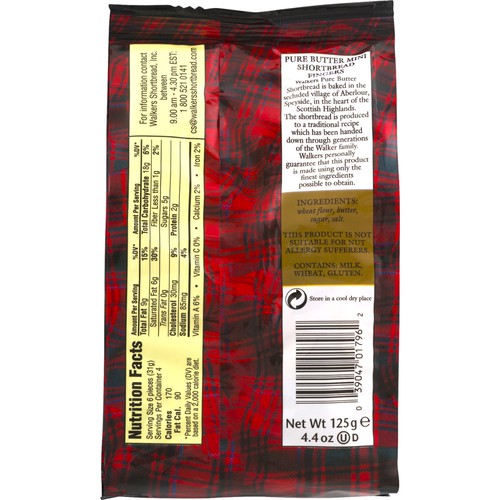 For information contact
Walkers Shortbread, Inc.
between
9.00 am - 4.30 pm EST:
1 800 521 0141
cs@walkersshortbread.com
Nutrition Facts
Serving Size 6 pieces (31g)
Servings Per Container 4
Calories 170
Fat Cal. 90
*Percent Daily Values (DV) are
based on a 2,000 calorie diet.
Amount Per Serving %DV*
Total Fat 9g 15%
Saturated Fat 6g 30%
Trans Fat 0g
Cholesterol 30mg 9%
Sodium 85mg 4%
Amount Per Serving %DV*
Total Carbohydrate 18g 6%
Fiber Less than 1g 2%
Sugars 5g
Protein 2g
Vitamin A 6% • Vitamin C 0% • Calcium 2% • Iron 2%
PURE BUTTER MINI
SHORTBREAD
FINGERS
Walkers Pure Butter
Shortbread is baked in the
secluded village of Aberlour,
Speyside, in the heart of the
Scottish Highlands.
The shortbread is produced
to a traditional recipe
which has been handed
down through generations
of the Walker family.
Walkers personally
guarantee that this product
is made using only the
finest ingredients
possible to obtain.
INGREDIENTS:
wheat flour, butter,
sugar, salt.
THIS PRODUCT IS NOT
SUITABLE FOR NUT
ALLERGY SUFFERERS.
CONTAINS: MILK,
WHEAT, GLUTEN.
Store in a cool dry place
0 39047 01796 2
Net Wt 125g e
4.4oz U D